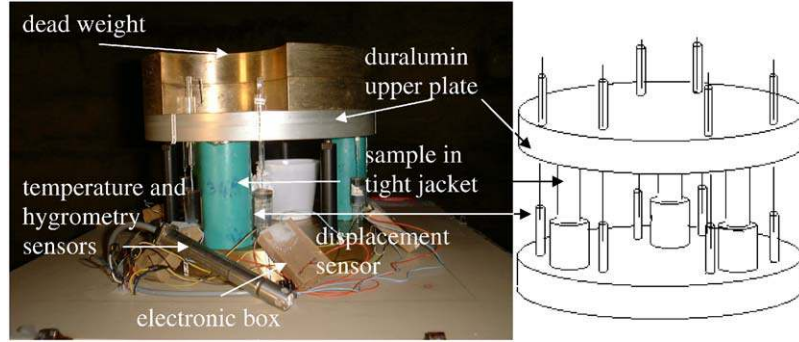 dead weight
duralumin
upper plate
sample in
tight jacket
temperature and
hygrometry
sensors
displacement
sensor
electronic box